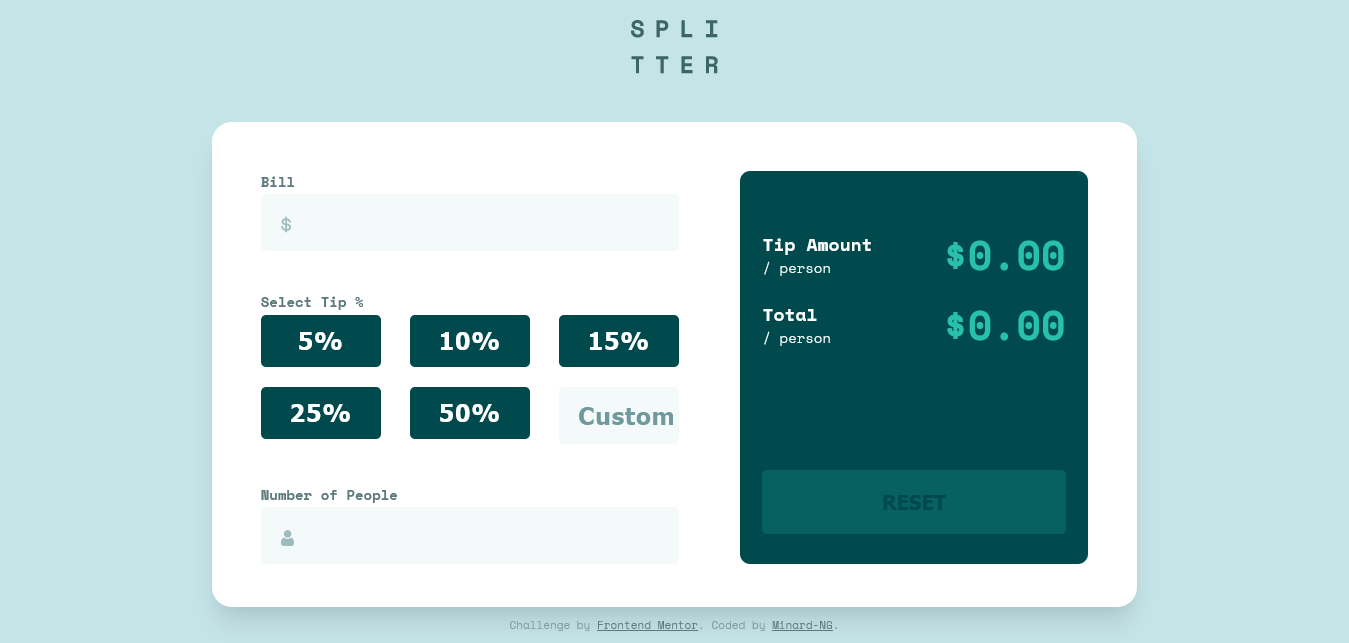 SPLI
TTER
Bill
$
Select Tip %
5% 10% 15%
25% 50% Custom
Number of People
Tip Amount
/ person
$0.00
Total
/ person
$0.00
RESET
Challenge by Frontend Mentor. Coded by Minard-NG.